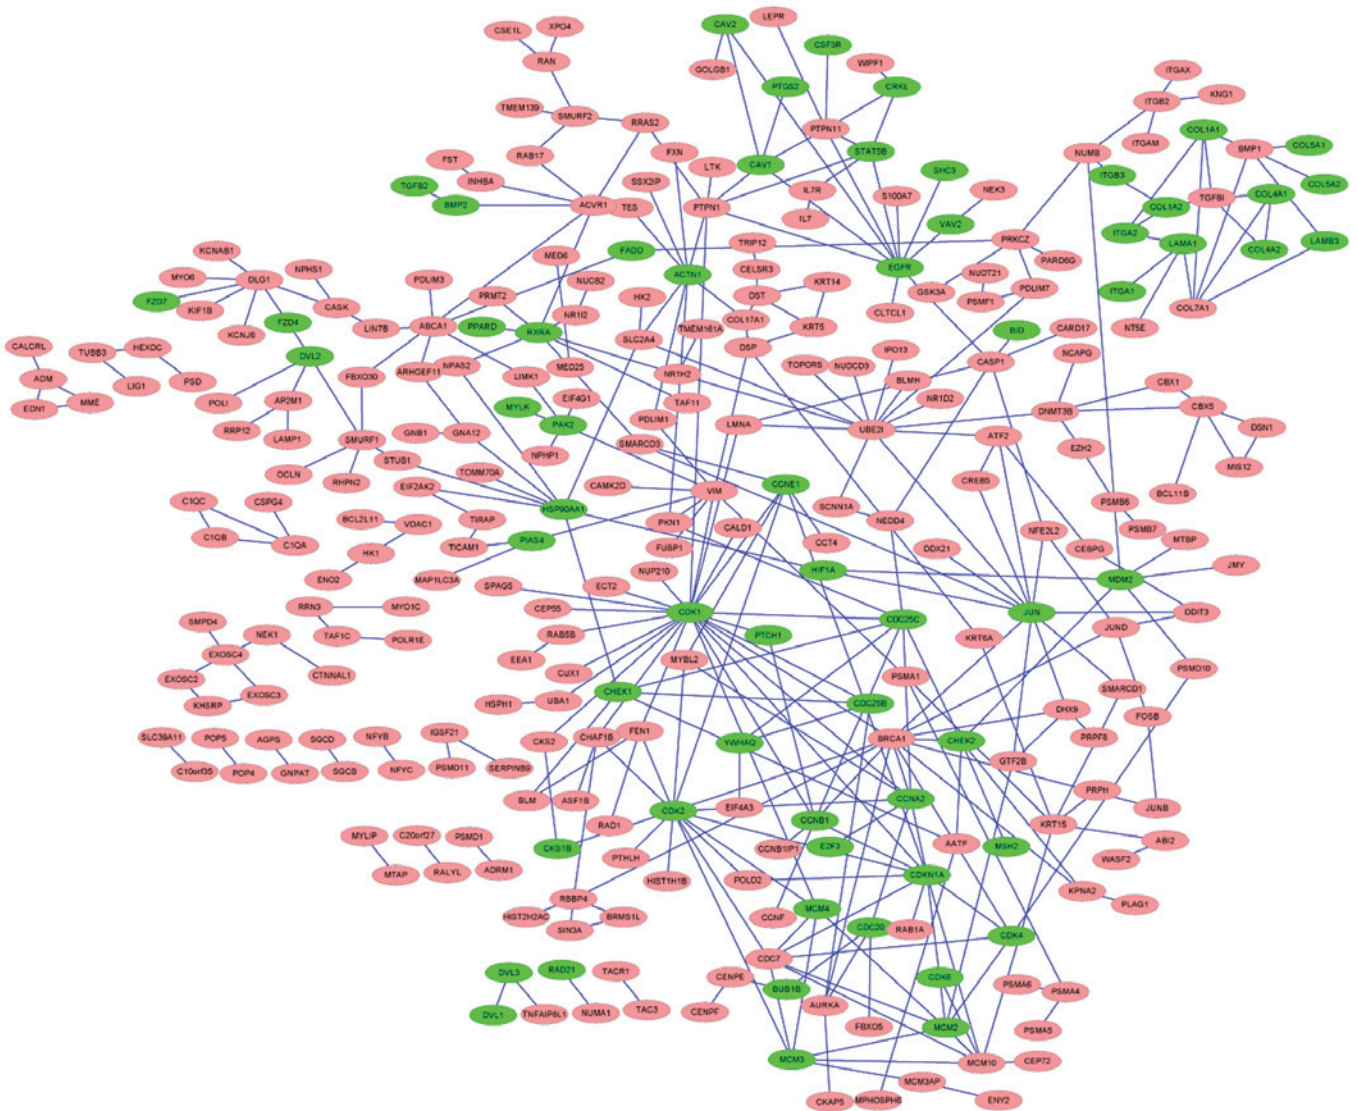 CAV2
LEPR
CSE1L
XPO4
CSF3R
RAN
GOLGB1
WIPF1
ITGAX
PTGS2
CRKL
ITGB2
KNG1
TMEM139
SMURF2
RRAS2
PTPN11
COL1A1
ITGAM
COL5A1
RAB17
FXN
STAT5B
NUMB
BMP1
FST
LTK
CAV1
SHC3
ITGB3
INHBA
SSX2IP
IL7R
S100A7
NEK3
COL5A2
TGFB2
TGFBI
COL4A1
BMP2
ACVR1
TES
PTPN1
IL7
VAV2
COL1A2
ITGA2
PRKCZ
LAMA1
COL4A2
LAMB3
KCNAB1
FADD
TRIP12
PARD6G
MED6
NPHS1
ACTN1
CELSR3
EGFR
NUDT21
MYO6
DLG1
PDLIM3
NUCB2
KRT14
GSK3A
PDLIM7
ITGA1
FZD7
PRMT2
HK2
DST
PSMF1
KIF1B
CASK
NR1I2
CLTCL1
COL7A1
FZD4
LIN7B
ABCA1
PPARD
RXRA
TMEM161A
COL17A1
KRT5
BID
CARD17
NT5E
KCNJ6
SLC2A4
CALCRL
TUBB3
HEXDC
DVL2
DSP
IPO13
CASP1
NCAPG
ADM
FBXO30
ARHGEF11
NPAS2
LIMK1
MED25
NR1H2
TOPORS
NUDCD3
BLMH
CBX1
LIG1
PSD
POLI
AP2M1
MYLK
EIF4G1
TAF11
NR1D2
DNMT3B
CBX5
EDN1
MME
PAK2
PDLIM1
LMNA
UBE2I
DSN1
RRP12
LAMP1
SMURF1
GNB1
GNA12
SMARCD3
ATF2
EZH2
MIS12
NPHP1
OCLN
STUB1
TOMM70A
CCNE1
CREB5
RHPN2
EIF2AK2
CAMK2D
VIM
BCL11B
C1QC
CSPG4
HSP90AA1
SCNN1A
PSMB6
BCL2L11
VDAC1
TIRAP
PKN1
CALD1
NEDD4
NFE2L2
PSMB7
C1QB
C1QA
PIAS4
CCT4
MTBP
HK1
TICAM1
FUBP1
DDX21
CEBPG
JMY
ENO2
MAP1LC3A
NUP210
HIF1A
MDM2
SPAG5
ECT2
RRN3
MYO1C
CEP55
CDK1
CDC25C
JUN
DDIT3
SMPD4
NEK1
TAF1C
POLR1E
RAB5B
PTCH1
KRT6A
JUND
EXOSC4
EEA1
MYBL2
PSMA1
PSMD10
EXOSC2
CTNNAL1
CUX1
SMARCD1
KHSRP
EXOSC3
HSPH1
UBA1
CHEK1
CDC25B
DHX9
FOSB
SLC39A11
POP5
AGPS
SGCD
NFYB
IGSF21
CHAF1B
FEN1
YWHAQ
BRCA1
CHEK2
PRPF8
C10orf35
POP4
GNPAT
SGCB
NFYC
PSMD11
SERPINB9
CKS2
GTF2B
BLM
ASF1B
CDK2
EIF4A3
CCNA2
PRPH
JUNB
MYLIP
C20orf27
PSMD1
RAD1
CCNB1
KRT15
ABI2
CKS1B
PTHLH
CCNB1IP1
E2F3
AATF
MSH2
WASF2
MTAP
RALYL
ADRM1
HIST1H1B
POLD2
CDKN1A
KPNA2
PLAG1
RBBP4
MCM4
HIST2H2AC
BRMS1L
CCNF
SIN3A
CDC20
RAB1A
CDK4
CDC7
DVL3
RAD21
TACR1
CENPE
BUB1B
CDK6
PSMA6
PSMA4
DVL1
TNFAIP8L1
NUMA1
TAC3
CENPF
AURKA
FBXO5
MCM2
PSMA5
MCM3
MCM10
CEP72
MCM3AP
CKAP5
MPHOSPH6
ENY2